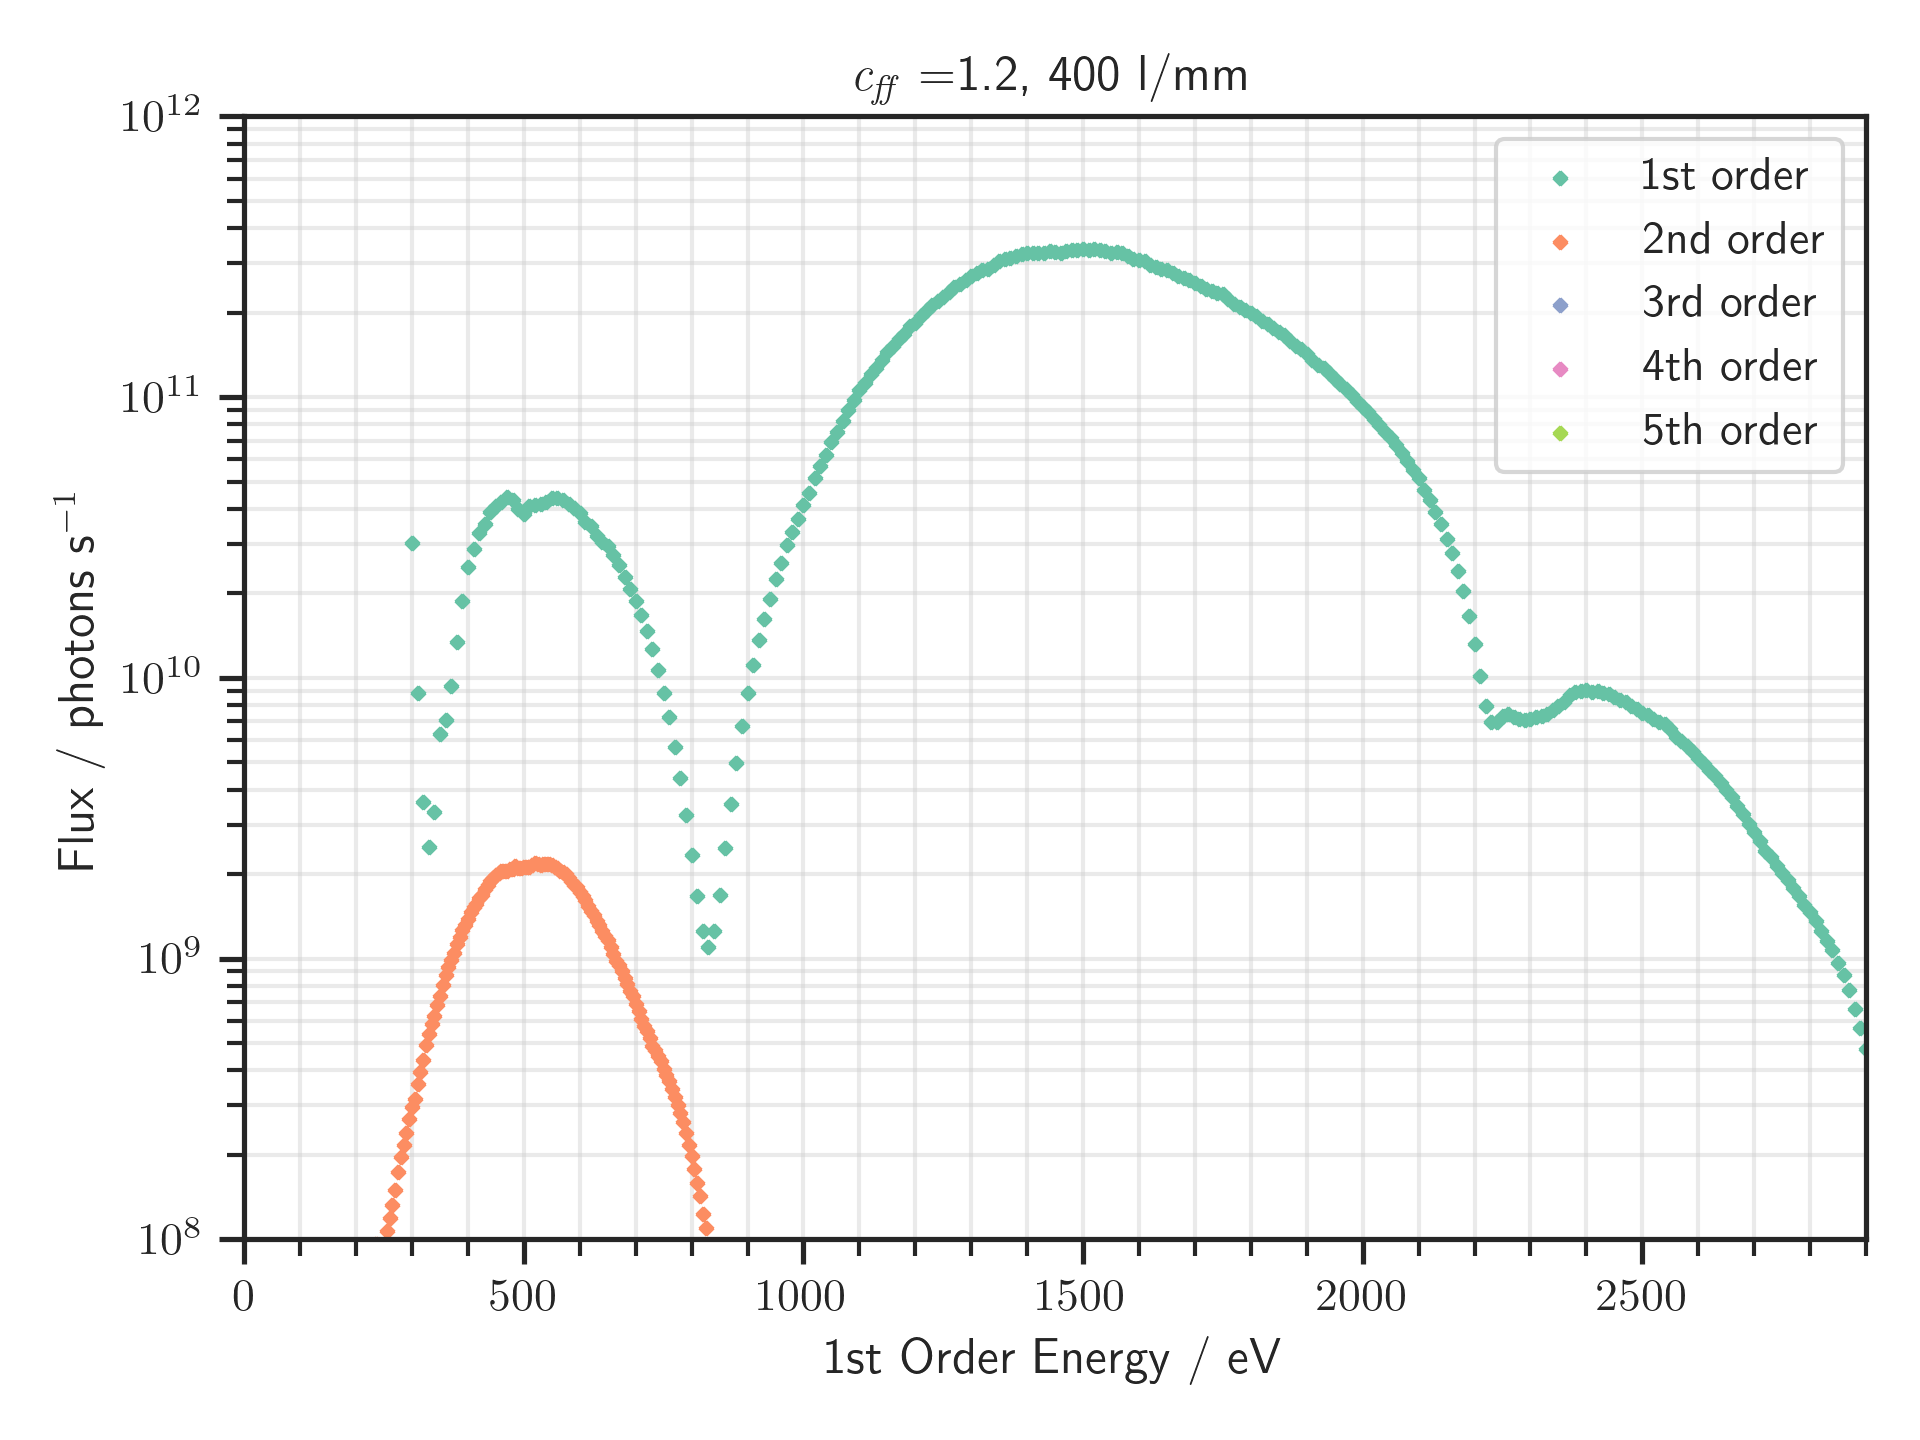 c_ff =1.2, 400 l/mm
10^12
10^11
10^10
10^9
10^8
Flux / photons s^−1
1st order
2nd order
3rd order
4th order
5th order
0 500 1000 1500 2000 2500
1st Order Energy / eV